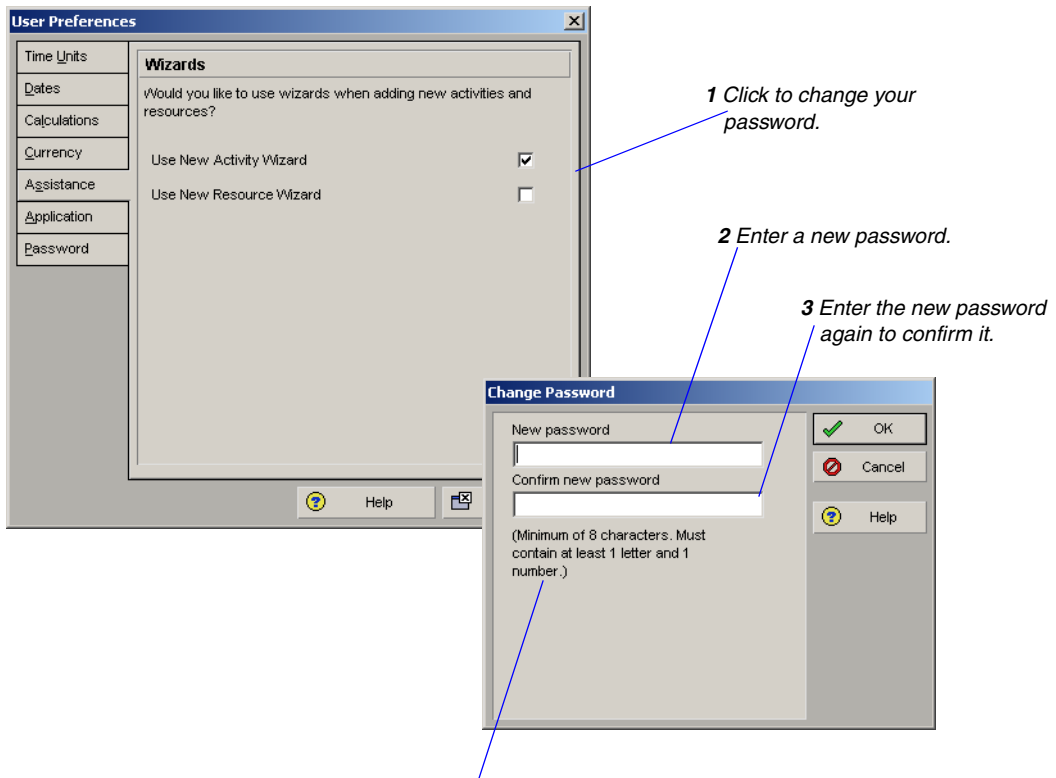 User Preferences
Time Units
Dates
Calculations
Currency
Assistance
Application
Password
Wizards
Would you like to use wizards when adding new activities and
resources?
Use New Activity Wizard
Use New Resource Wizard
Help
1 Click to change your
password.
2 Enter a new password.
3 Enter the new password
again to confirm it.
Change Password
New password
Confirm new password
(Minimum of 8 characters. Must
contain at least 1 letter and 1
number.)
OK
Cancel
Help